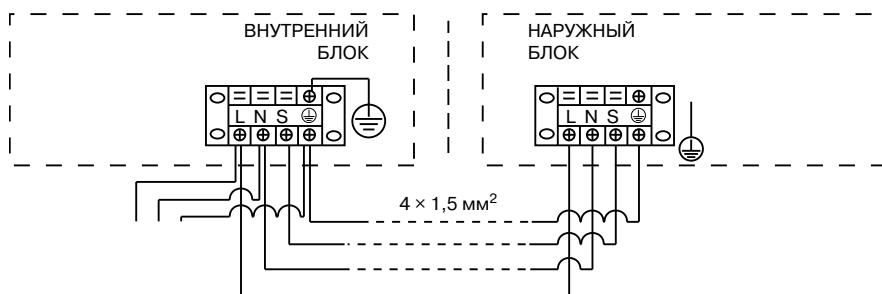 ВНУТРЕННИЙ
БЛОК
НАРУЖНЫЙ
БЛОК
L N S
L N S
4 × 1,5 мм²